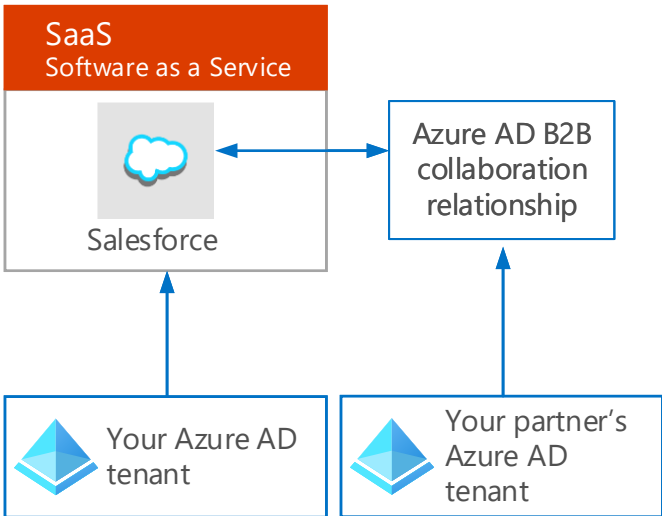 SaaS
Software as a Service
Salesforce
Azure AD B2B
collaboration
relationship
Your Azure AD
tenant
Your partner’s
Azure AD
tenant